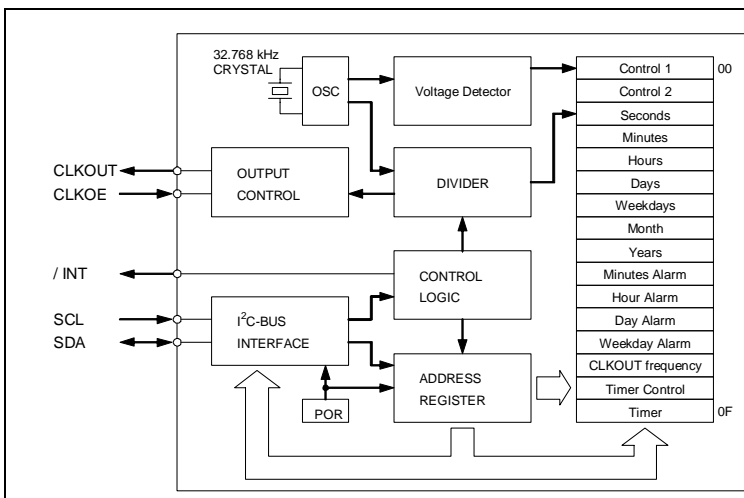 32.768 kHz
CRYSTAL
OSC
Voltage Detector
Control 1
00
Control 2
Seconds
Minutes
Hours
Days
Weekdays
Month
Years
Minutes Alarm
Hour Alarm
Day Alarm
Weekday Alarm
CLKOUT frequency
Timer Control
Timer
0F
CLKOUT
CLKOE
OUTPUT
CONTROL
DIVIDER
/ INT
CONTROL
LOGIC
SCL
SDA
I²C-BUS
INTERFACE
ADDRESS
REGISTER
POR